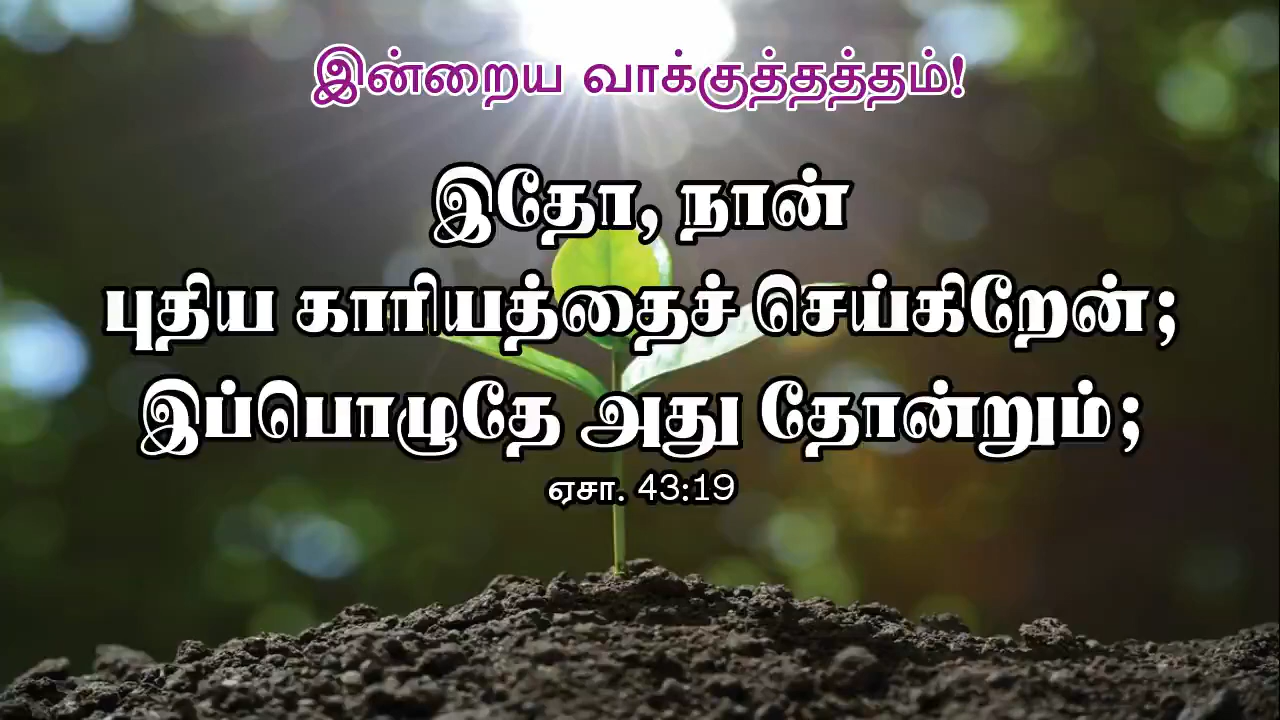 இன்றைய வாக்குத்தத்தம்!
இதோ, நான்
புதிய காரியத்தைச் செய்கிறேன்;
இப்பொழுதே அது தோன்றும்;
ஏசா. 43:19